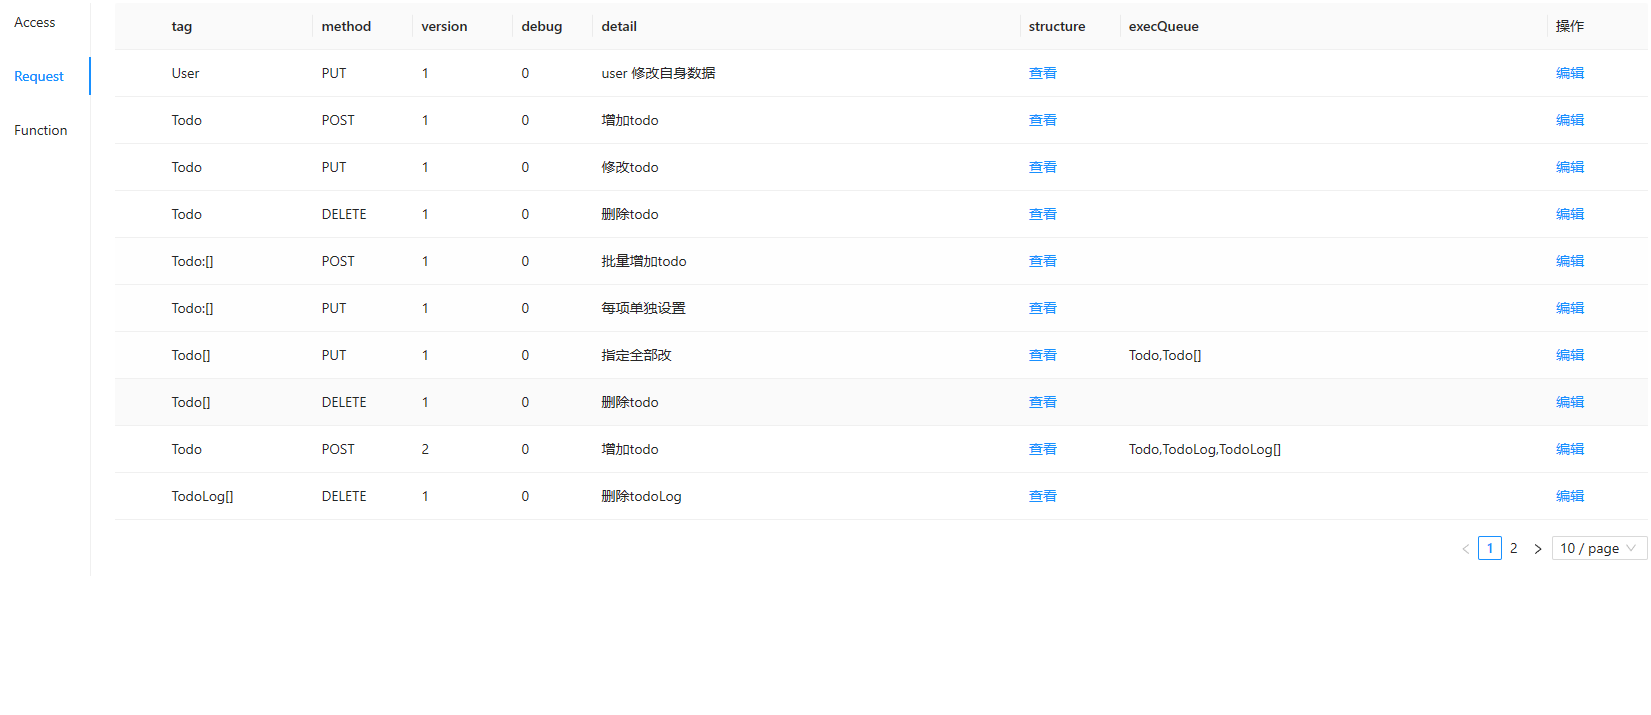 Access
Request
Function
tag method version debug detail structure execQueue 操作
User PUT 1 0 user 修改自身数据 查看 编辑
Todo POST 1 0 增加todo 查看 编辑
Todo PUT 1 0 修改todo 查看 编辑
Todo DELETE 1 0 删除todo 查看 编辑
Todo:[] POST 1 0 批量增加todo 查看 编辑
Todo:[] PUT 1 0 每项单独设置 查看 编辑
Todo[] PUT 1 0 指定全部改 查看 Todo,Todo[] 编辑
Todo[] DELETE 1 0 删除todo 查看 编辑
Todo POST 2 0 增加todo 查看 Todo,TodoLog,TodoLog[] 编辑
TodoLog[] DELETE 1 0 删除todoLog 查看 编辑
< 1 2 > 10 / page